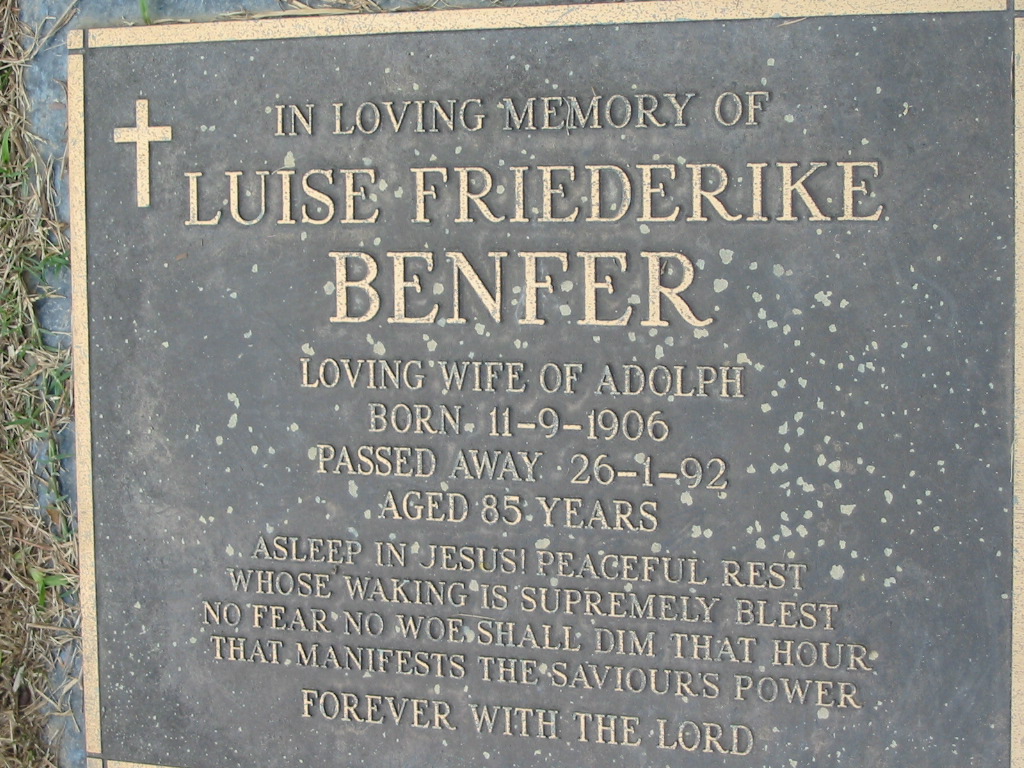 IN LOVING MEMORY OF
LUISE FRIEDERIKE
BENFER
LOVING WIFE OF ADOLPH
BORN. 11-9-1906
PASSED AWAY 26-1-92
AGED 85 YEARS
ASLEEP IN JESUS! PEACEFUL REST
WHOSE WAKING IS SUPREMELY BLEST
NO FEAR NO WOE SHALL DIM THAT HOUR
THAT MANIFESTS THE SAVIOURS POWER
FOREVER WITH THE LORD